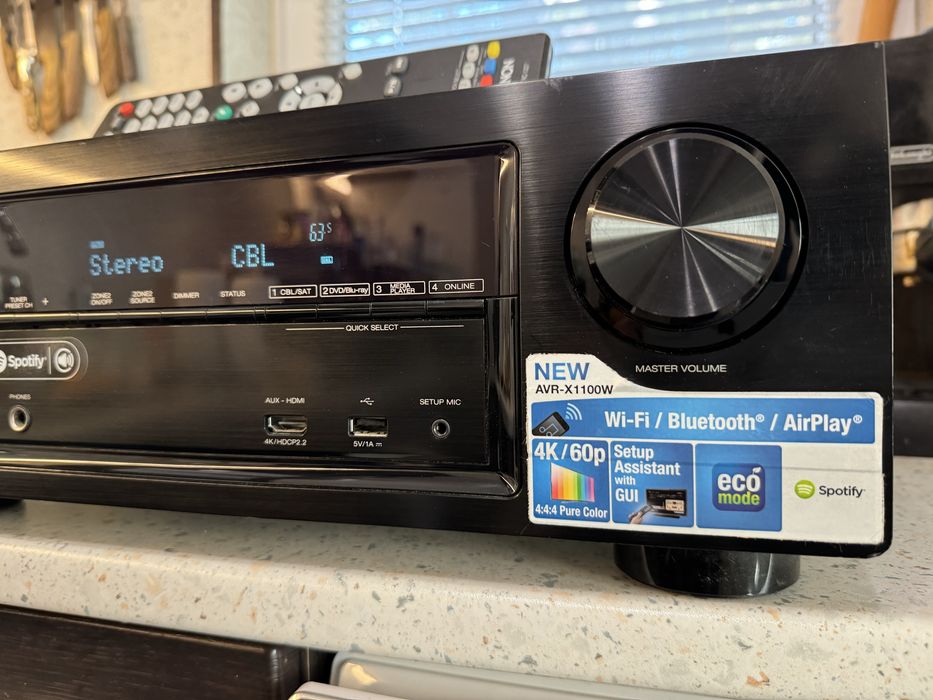 DENON
Stereo CBL 63.5
TUNER PRESET CH +
ZONE2 ON/OFF
ZONE2 SOURCE
DIMMER
STATUS
1 CBL/SAT
2 DVD/Blu-ray
3 MEDIA PLAYER
4 ONLINE
QUICK SELECT
Spotify
PHONES
AUX - HDMI
4K/HDCP2.2
5V/1A
SETUP MIC
MASTER VOLUME
NEW
AVR-X1100W
Wi-Fi / Bluetooth® / AirPlay®
4K/60p
4:4:4 Pure Color
Setup
Assistant
with
GUI
eco
mode
Spotify